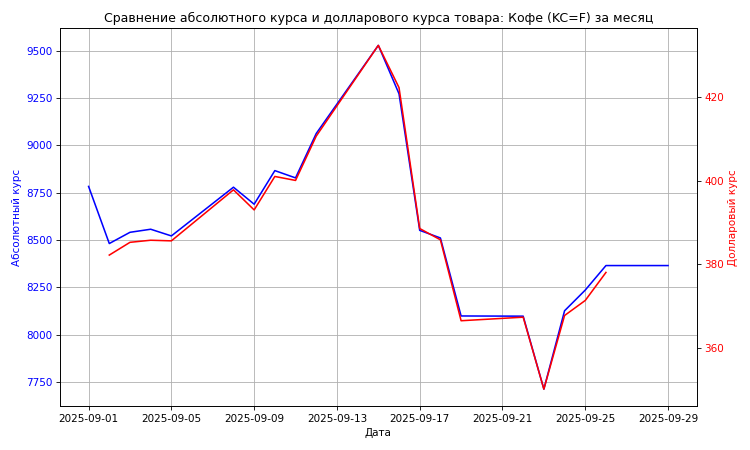 Сравнение абсолютного курса и долларового курса товара: Кофе (KC=F) за месяц
9500
9250
9000
8750
8500
8250
8000
7750
Абсолютный курс
420
400
380
360
Долларовый курс
2025-09-01 2025-09-05 2025-09-09 2025-09-13 2025-09-17 2025-09-21 2025-09-25 2025-09-29
Дата